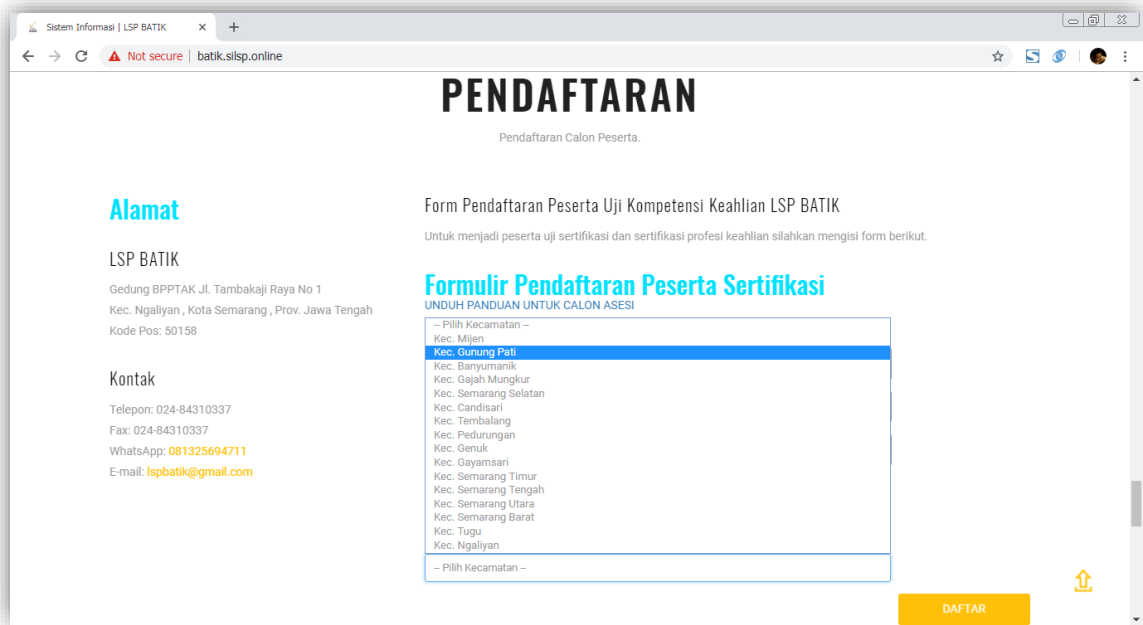 Sistem Informasi | LSP BATIK
Not secure | batik.silsp.online
PENDAFTARAN
Pendaftaran Calon Peserta.
Alamat
LSP BATIK
Gedung BPPTAK Jl. Tambakaji Raya No 1
Kec. Ngaliyan , Kota Semarang , Prov. Jawa Tengah
Kode Pos: 50158
Kontak
Telepon: 024-84310337
Fax: 024-84310337
WhatsApp: 081325694711
E-mail: lspbatik@gmail.com
Form Pendaftaran Peserta Uji Kompetensi Keahlian LSP BATIK
Untuk menjadi peserta uji sertifikasi dan sertifikasi profesi keahlian silahkan mengisi form berikut.
Formulir Pendaftaran Peserta Sertifikasi
UNDUH PANDUAN UNTUK CALON ASESI
-- Pilih Kecamatan --
Kec. Mijen
Kec. Gunung Pati
Kec. Banyumanik
Kec. Gajah Mungkur
Kec. Semarang Selatan
Kec. Candisari
Kec. Tembalang
Kec. Pedurungan
Kec. Genuk
Kec. Gayamsari
Kec. Semarang Timur
Kec. Semarang Tengah
Kec. Semarang Utara
Kec. Semarang Barat
Kec. Tugu
Kec. Ngaliyan
-- Pilih Kecamatan --
DAFTAR